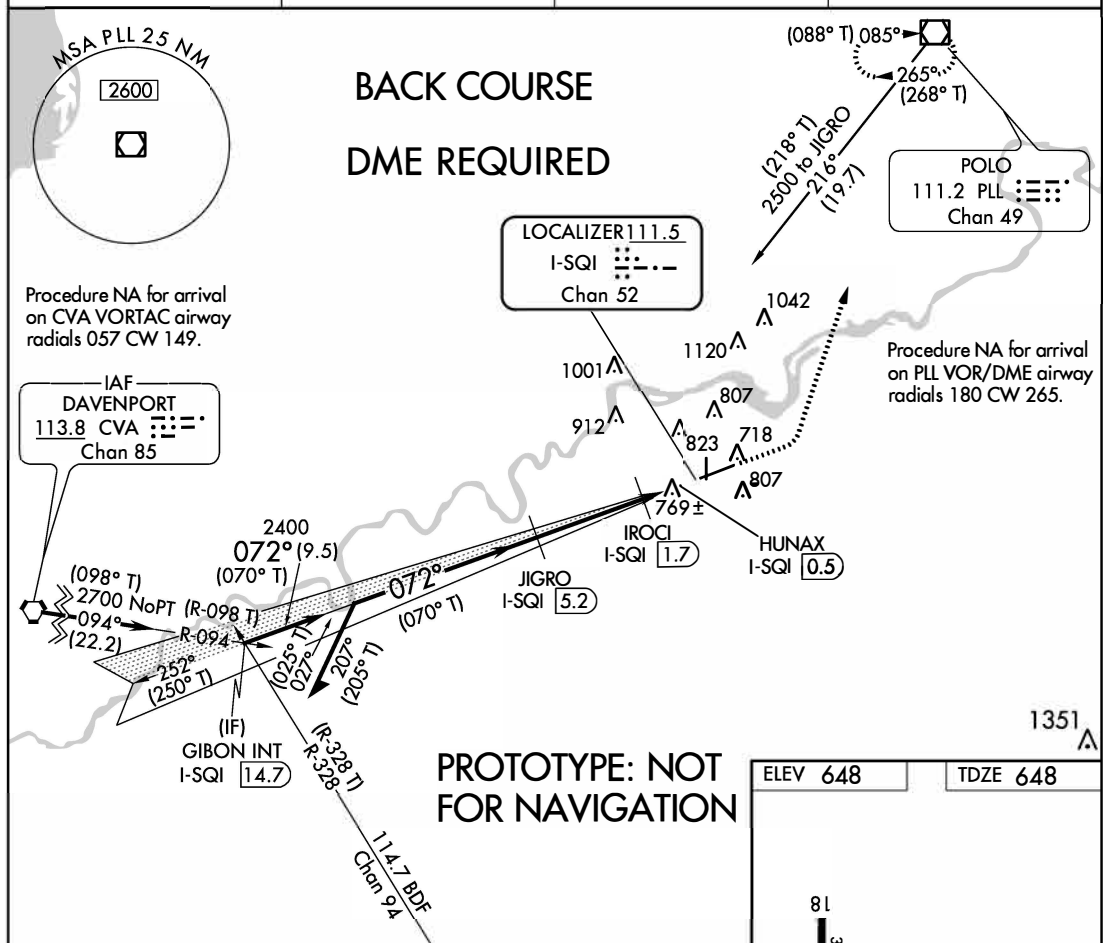 MSA PLL 25 NM
2600
BACK COURSE
DME REQUIRED
(088° T) 085°
265°
(268° T)
(218° T)
2500 to JIGRO
216°
(19.7)
POLO
111.2 PLL
Chan 49
LOCALIZER 111.5
I-SQI
Chan 52
Procedure NA for arrival
on CVA VORTAC airway
radials 057 CW 149.
1042
1120
1001
807
912
823
718
807
769±
Procedure NA for arrival
on PLL VOR/DME airway
radials 180 CW 265.
IAF
DAVENPORT
113.8 CVA
Chan 85
2400
072° (9.5)
(070° T)
IROCI
I-SQI 1.7
HUNAX
I-SQI 0.5
JIGRO
I-SQI 5.2
072°
(070° T)
(098° T)
2700 NoPT (R-098 T)
094°
R-094
(22.2)
252°
(250° T)
(025° T)
027°
207°
(205° T)
(IF)
GIBON INT
I-SQI 14.7
(R-328 T)
R-328
114.7 BDF
Chan 94
PROTOTYPE: NOT
FOR NAVIGATION
1351
ELEV 648
TDZE 648
18